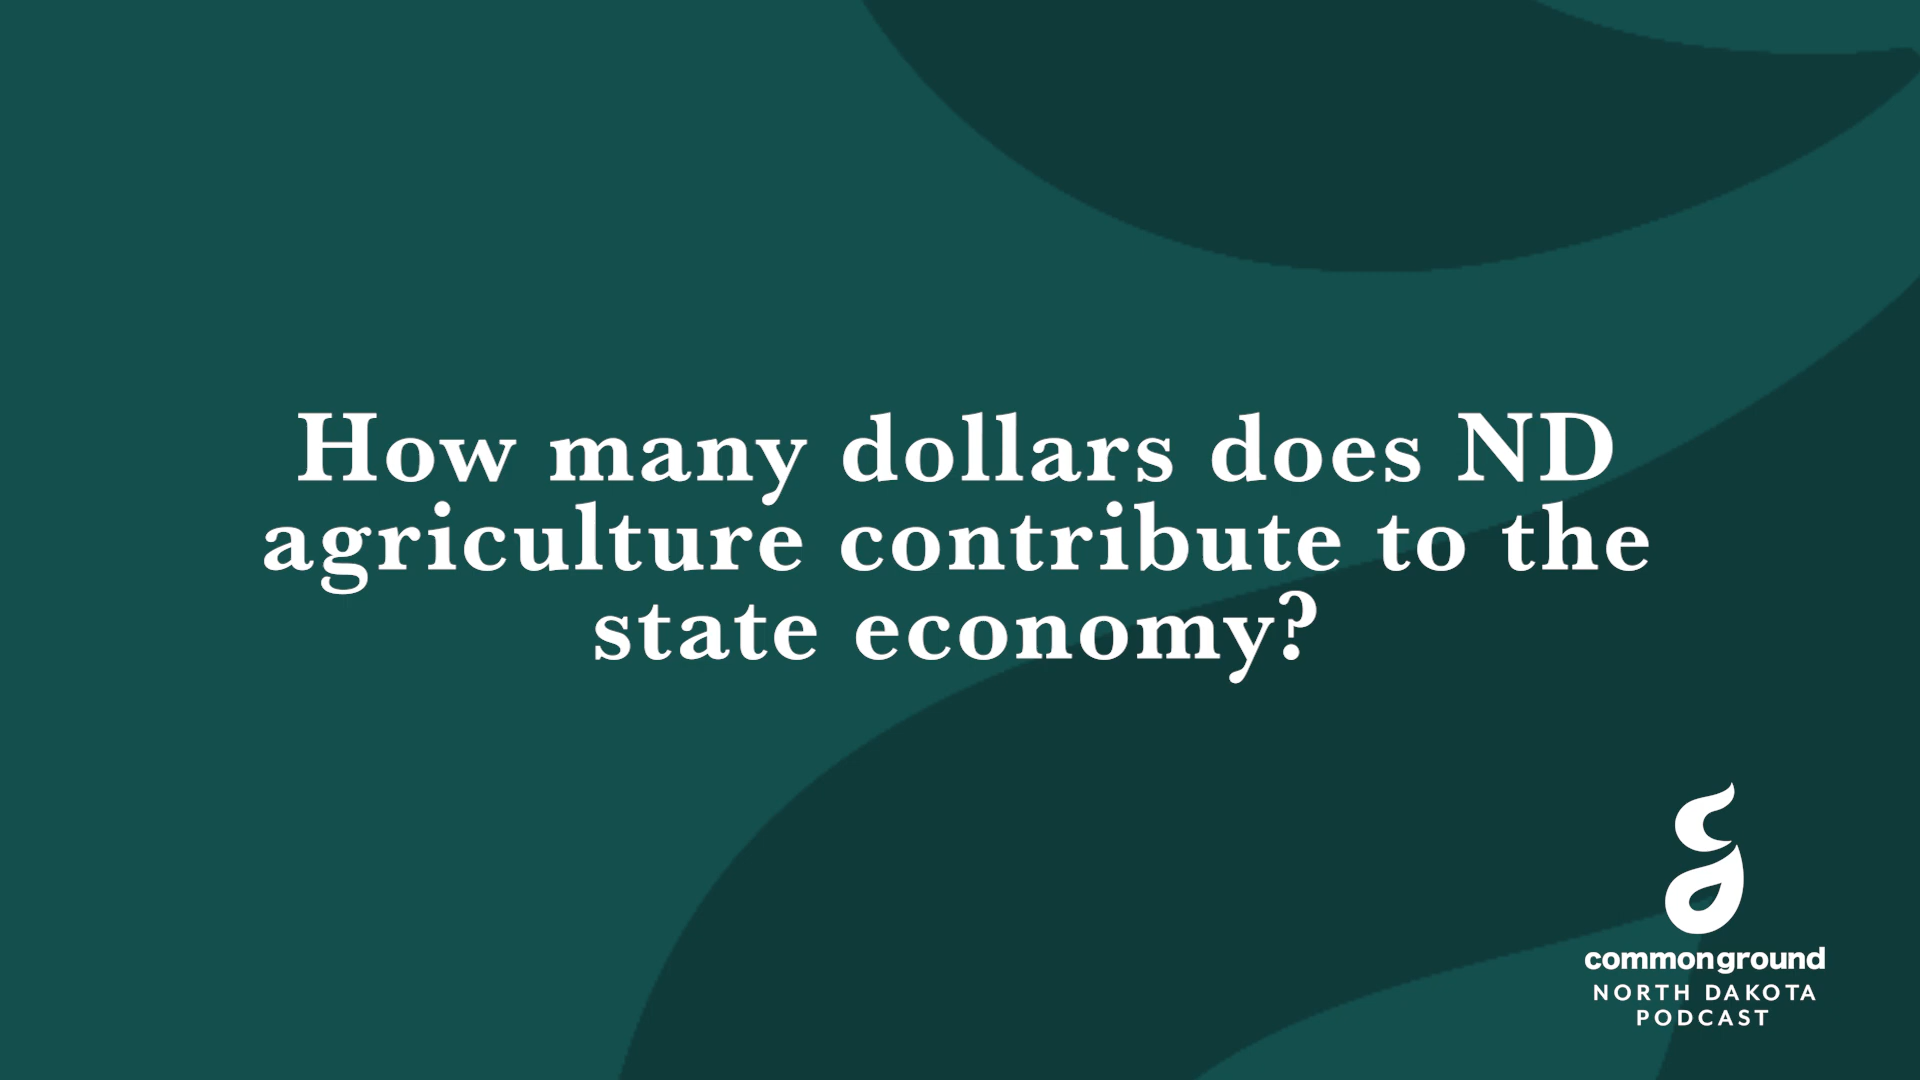 How many dollars does ND
agriculture contribute to the
state economy?
commonground
NORTH DAKOTA
PODCAST